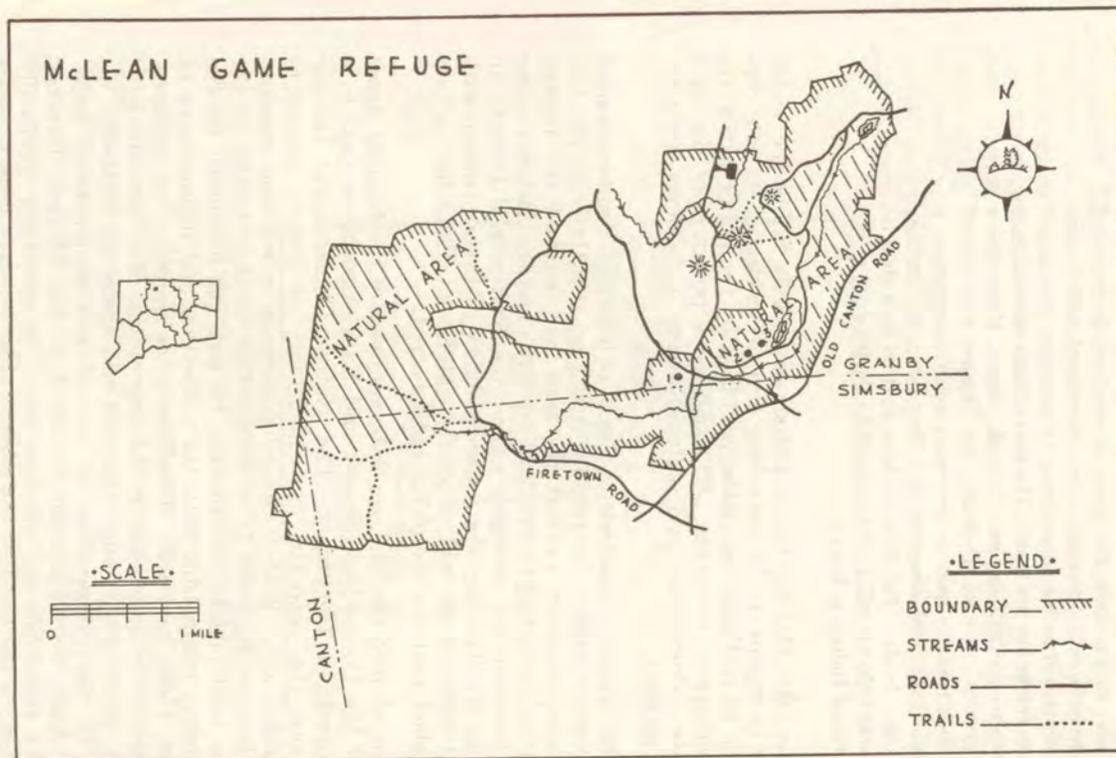 McLEAN GAME REFUGE
N
NATURAL AREA
NATURAL AREA
OLD CANTON ROAD
1
2
3
GRANBY
SIMSBURY
FIRETOWN ROAD
CANTON
•SCALE•
0 1 MILE
•LEGEND•
BOUNDARY
STREAMS
ROADS
TRAILS